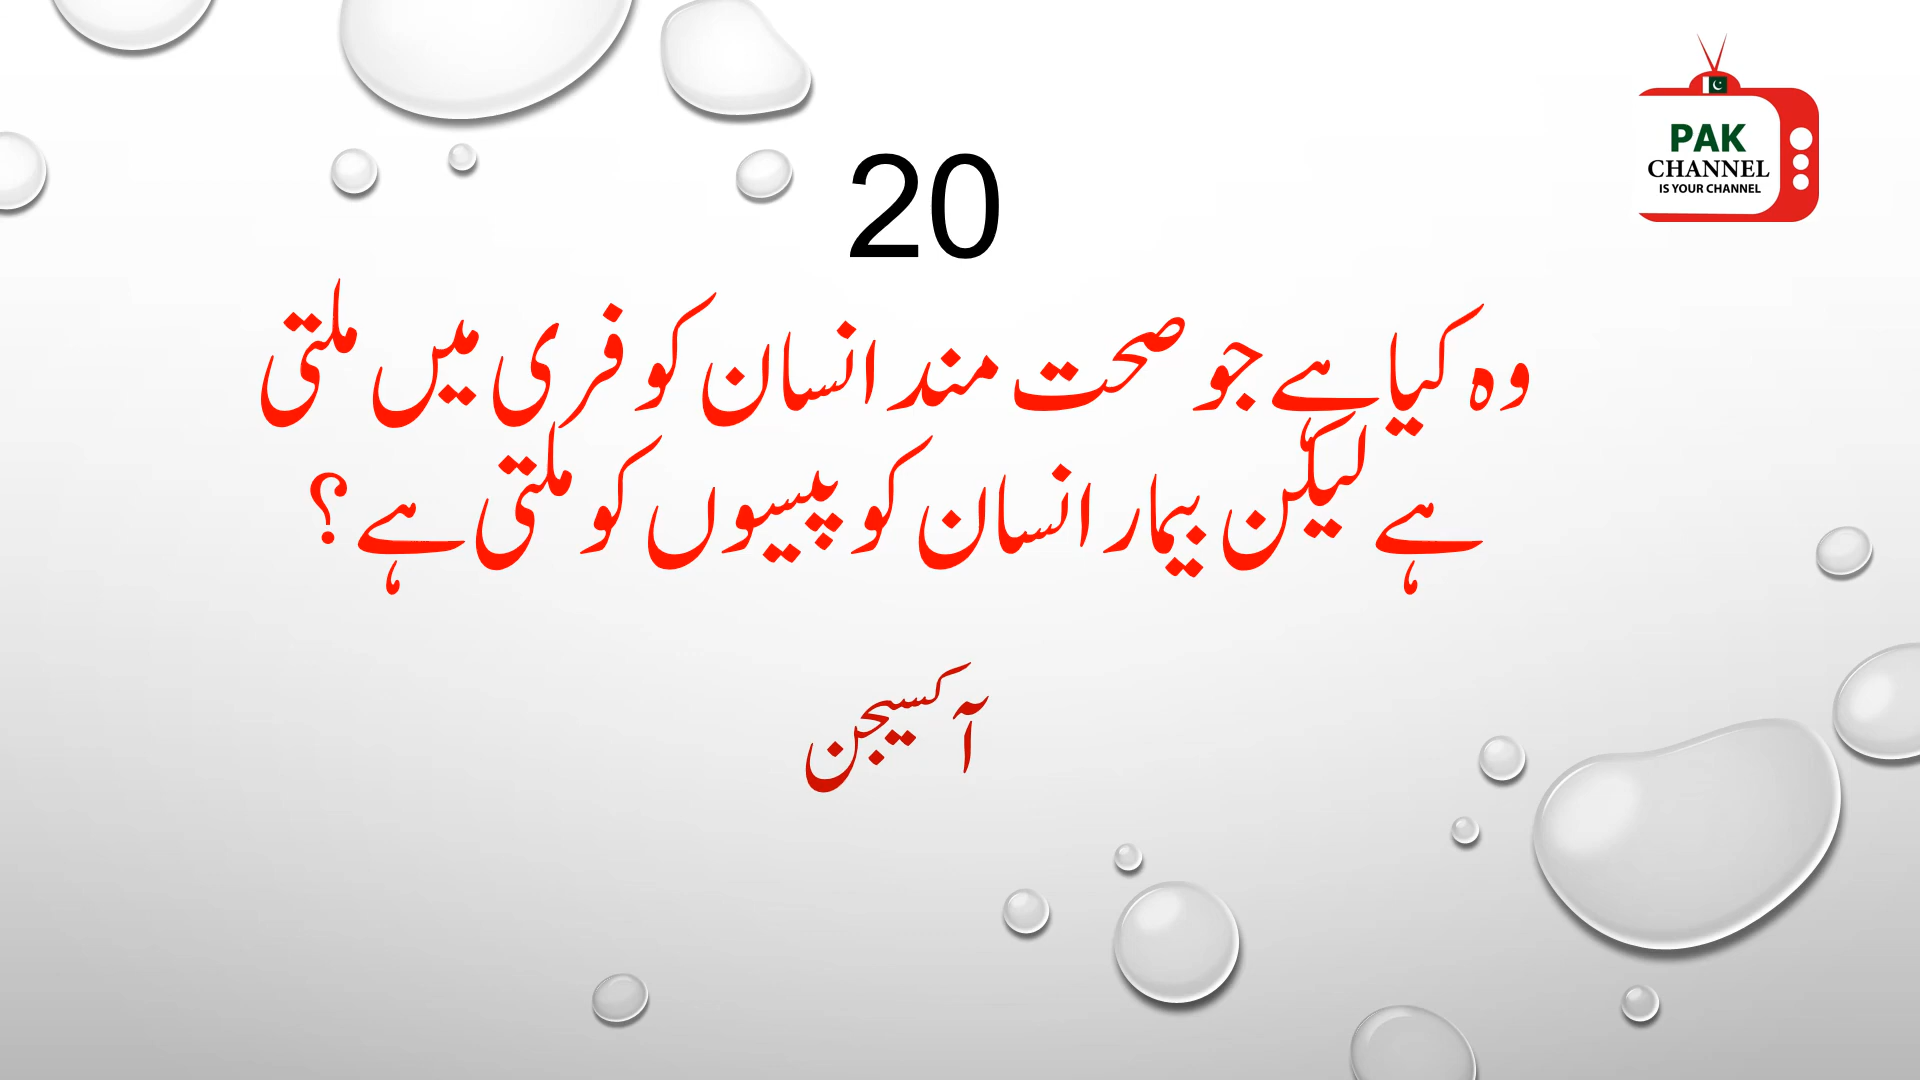 PAK
CHANNEL
IS YOUR CHANNEL
20
وہ کیا ہے جو صحت مند انسان کو فری میں ملتی
ہے لیکن بیمار انسان کو پیسیوں کو ملتی ہے؟
آکسیجن